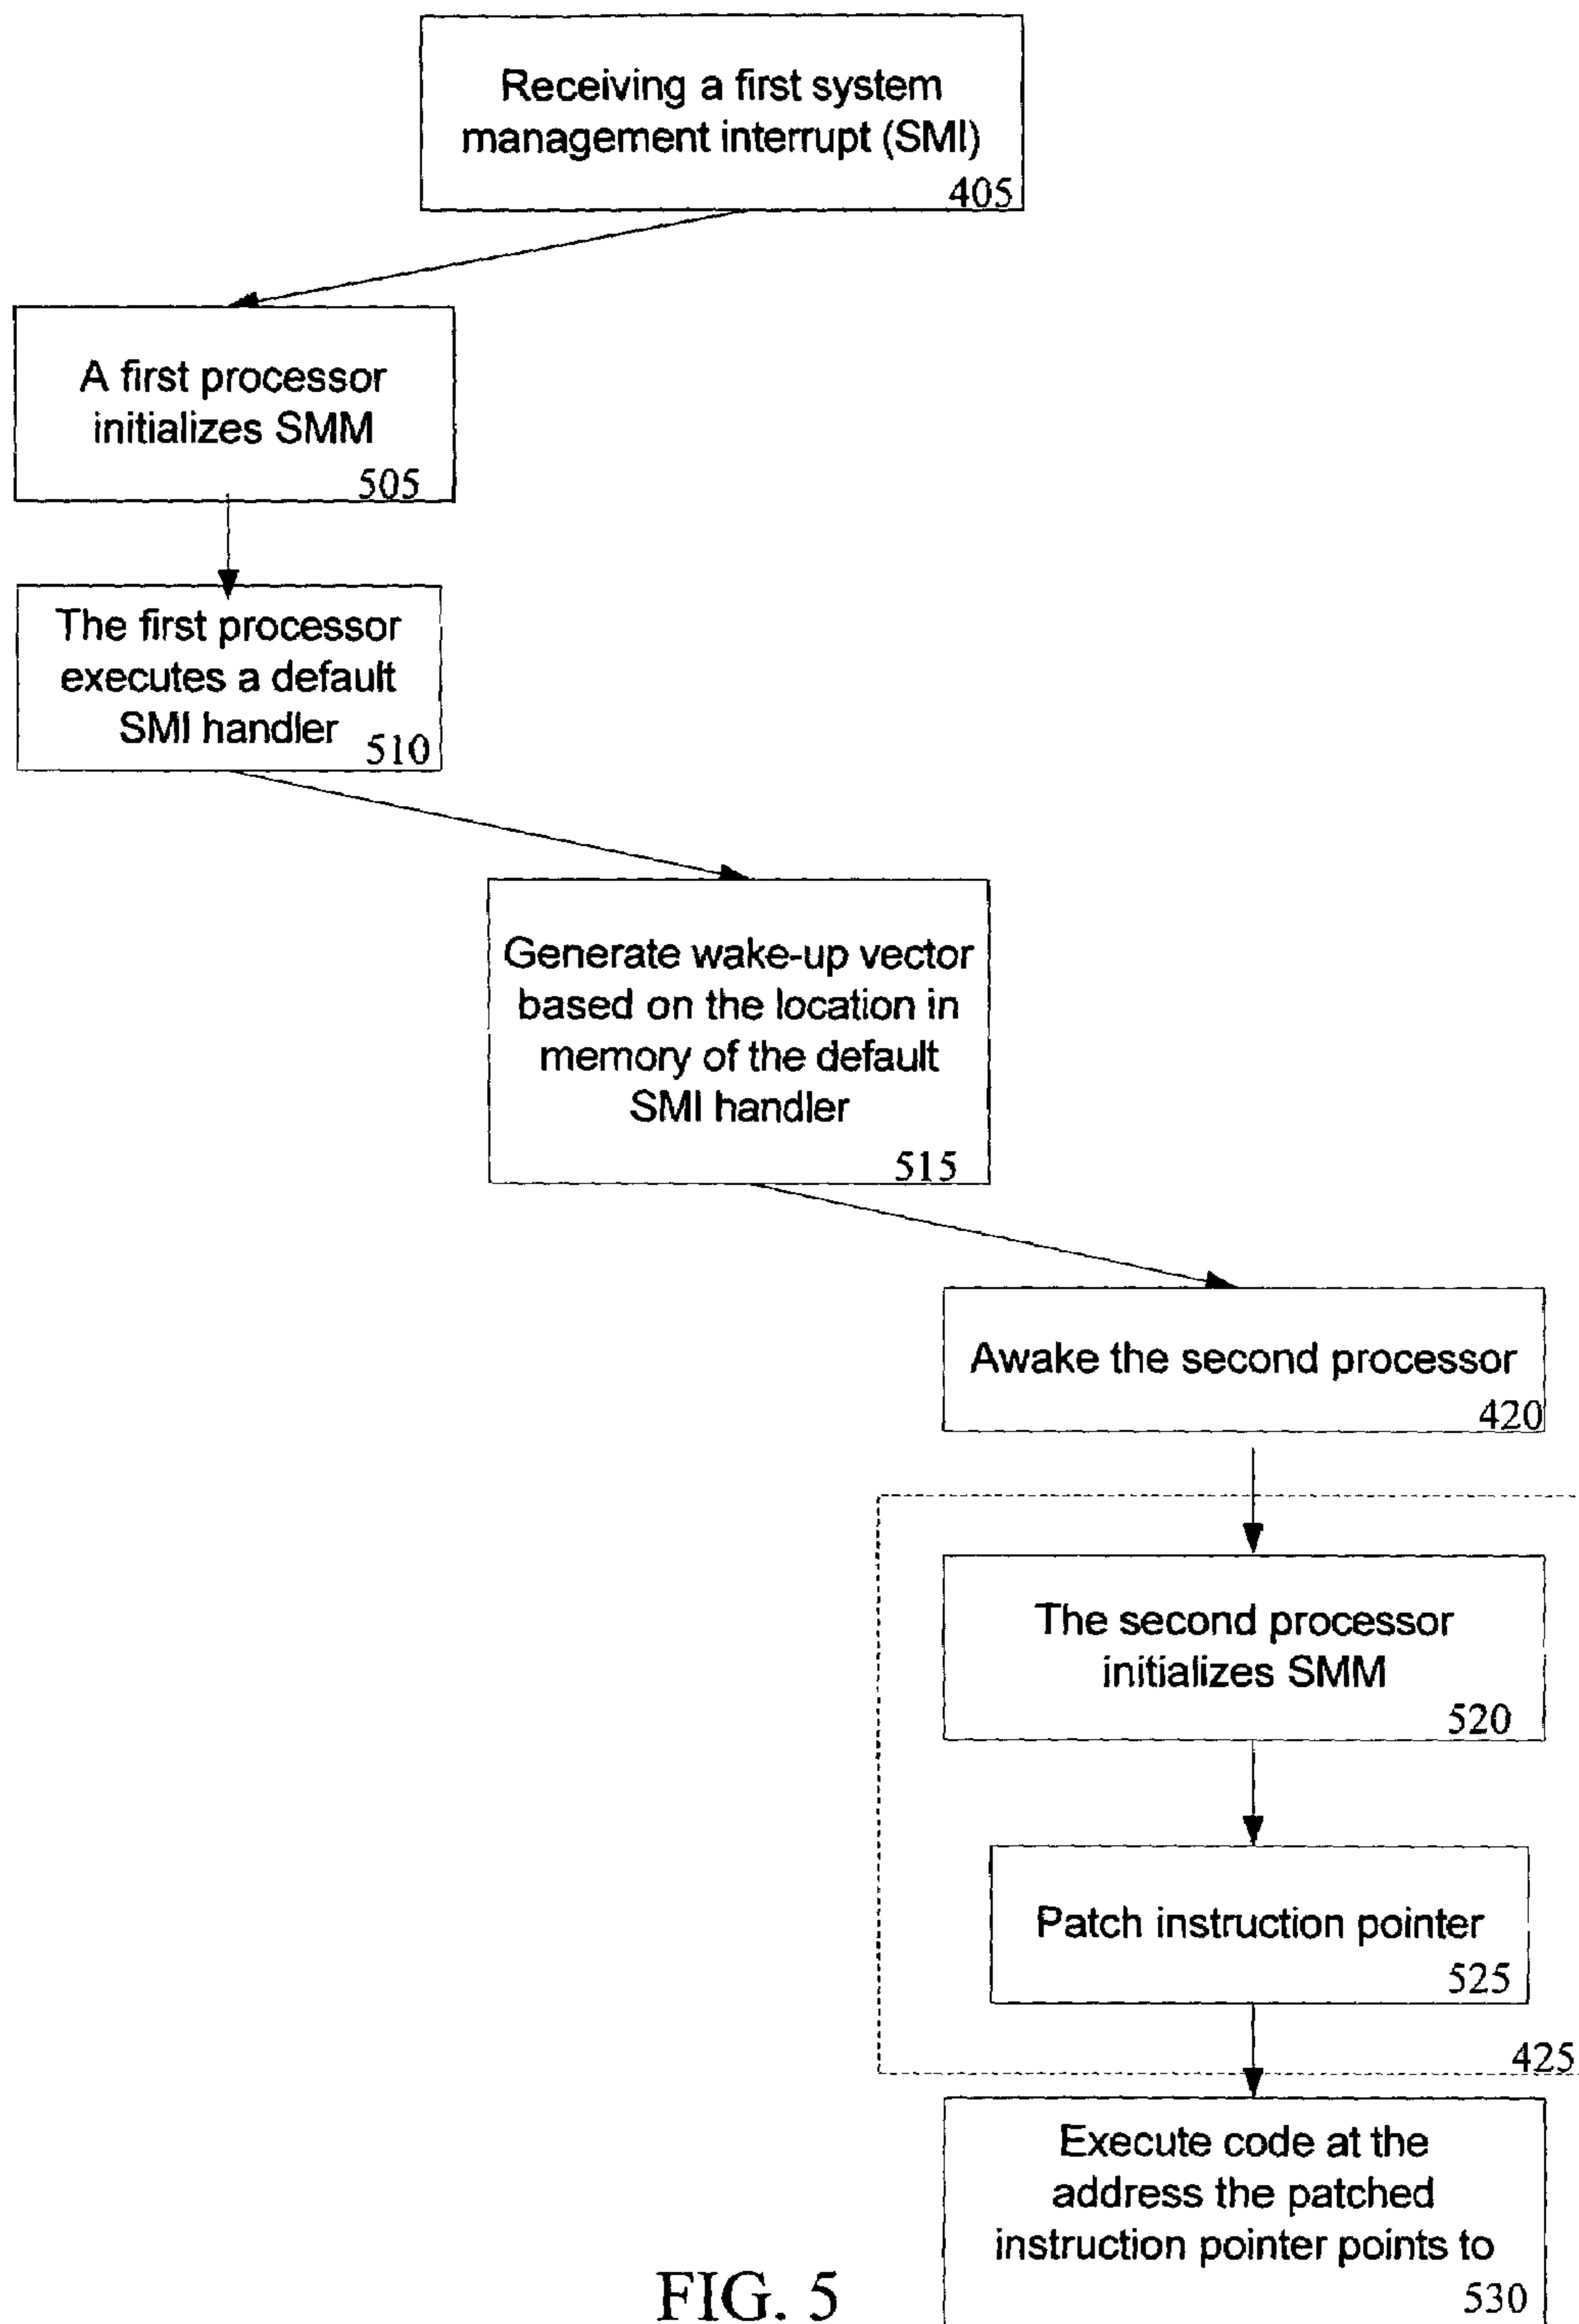 Receiving a first system
management interrupt (SMI)
405
A first processor
initializes SMM
505
The first processor
executes a default
SMI handler
510
Generate wake-up vector
based on the location in
memory of the default
SMI handler
515
Awake the second processor
420
The second processor
initializes SMM
520
Patch instruction pointer
525
425
Execute code at the
address the patched
instruction pointer points to
530
FIG. 5